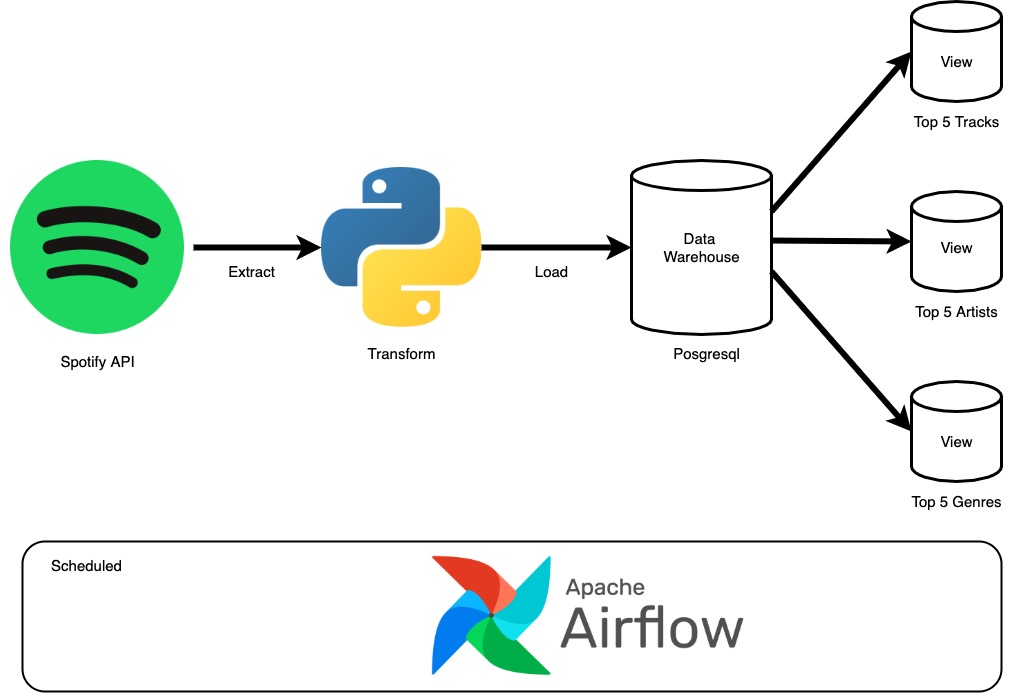 View
Top 5 Tracks
Extract
Load
Data
Warehouse
View
Top 5 Artists
Spotify API
Transform
Posgresql
View
Top 5 Genres
Scheduled
Apache
Airflow